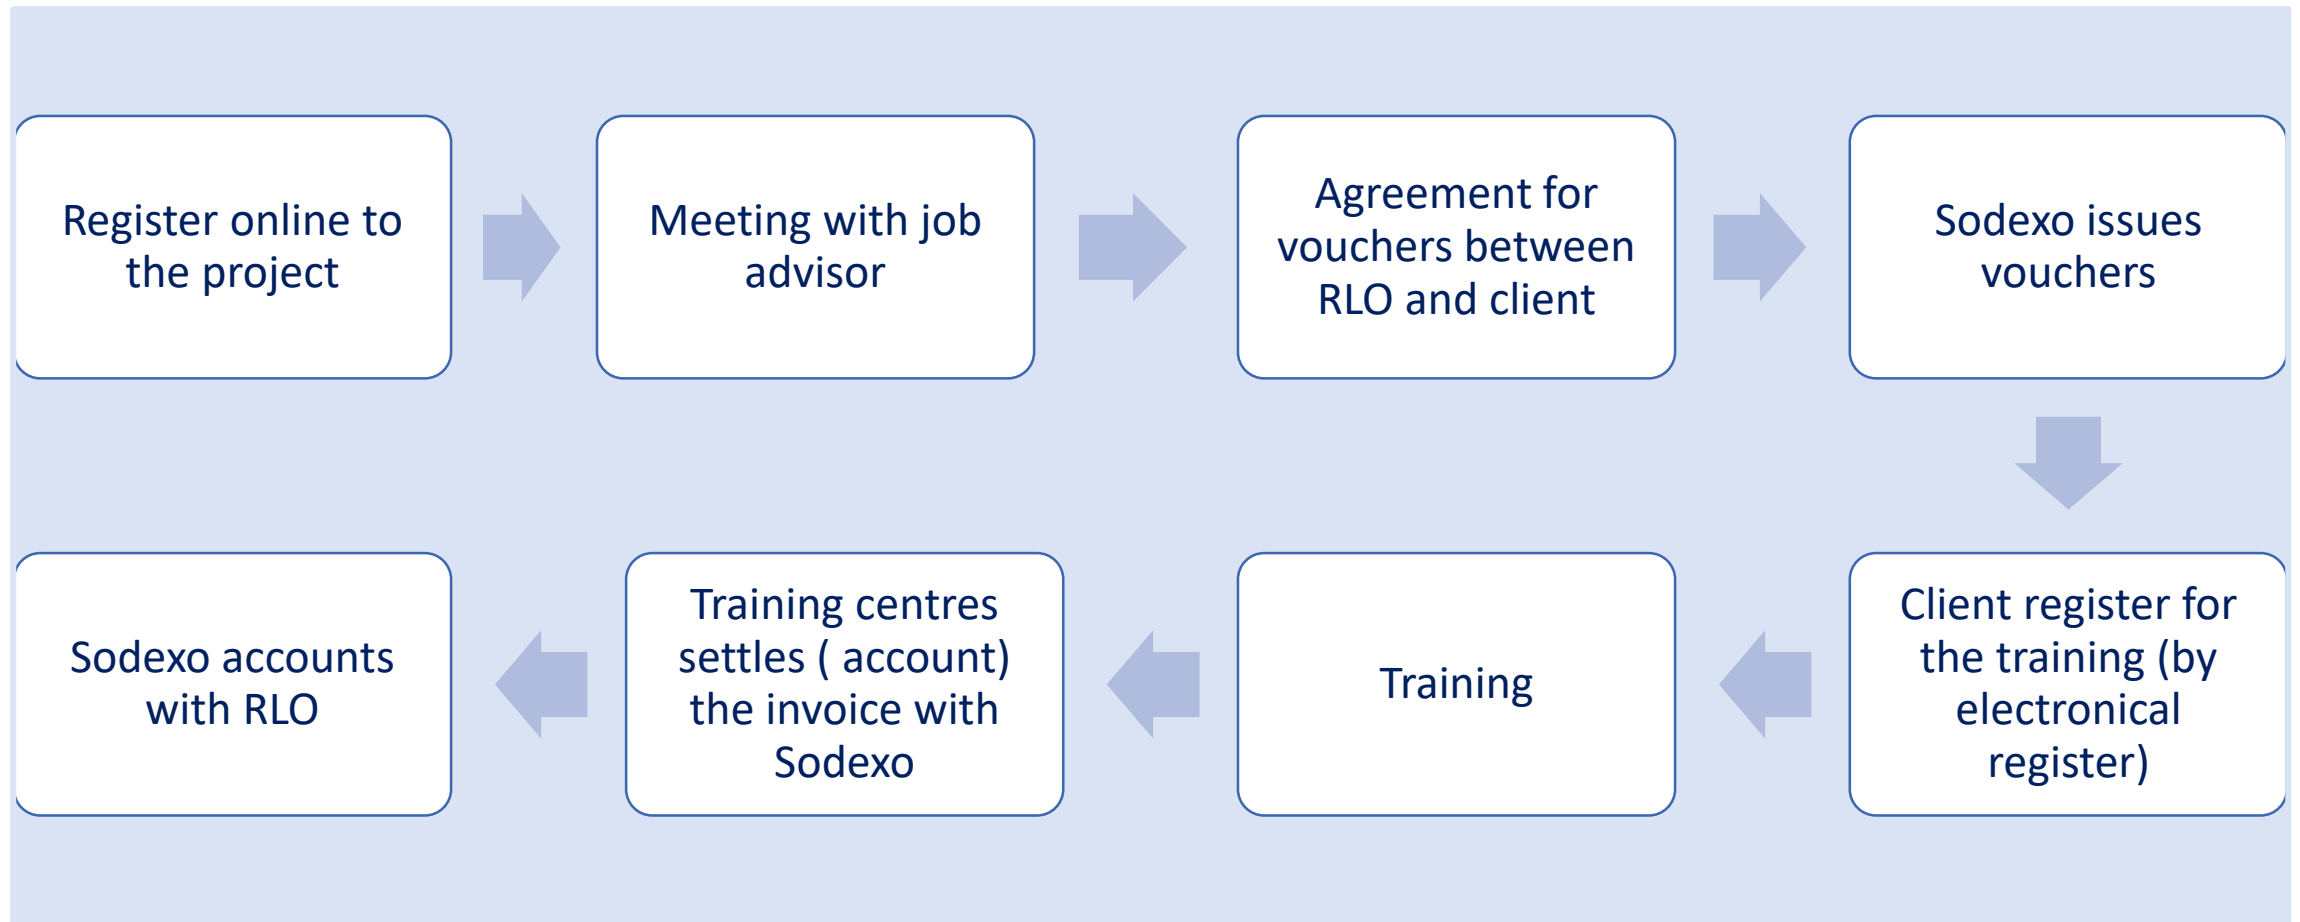 Register online to
the project
Meeting with job
advisor
Agreement for
vouchers between
RLO and client
Sodexo issues
vouchers
Client register for
the training (by
electronical
register)
Training
Training centres
settles ( account)
the invoice with
Sodexo
Sodexo accounts
with RLO